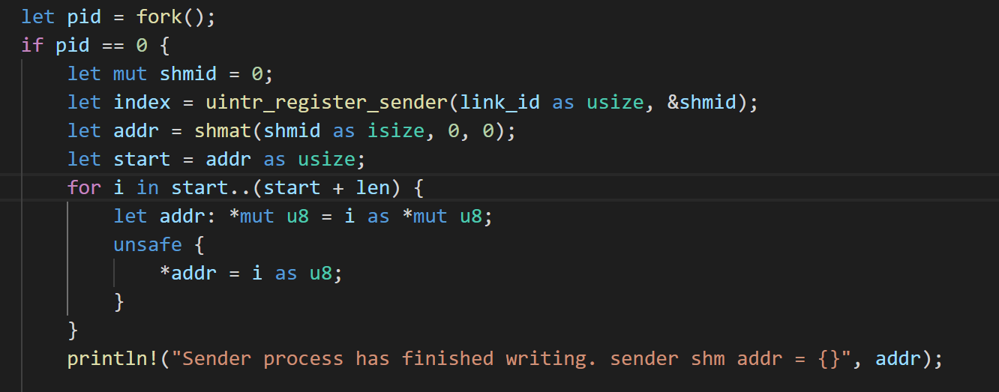 let pid = fork();
if pid == 0 {
    let mut shmid = 0;
    let index = uintr_register_sender(link_id as usize, &shmid);
    let addr = shmat(shmid as isize, 0, 0);
    let start = addr as usize;
    for i in start..(start + len) {
        let addr: *mut u8 = i as *mut u8;
        unsafe {
            *addr = i as u8;
        }
    }
    println!("Sender process has finished writing. sender shm addr = {}", addr);